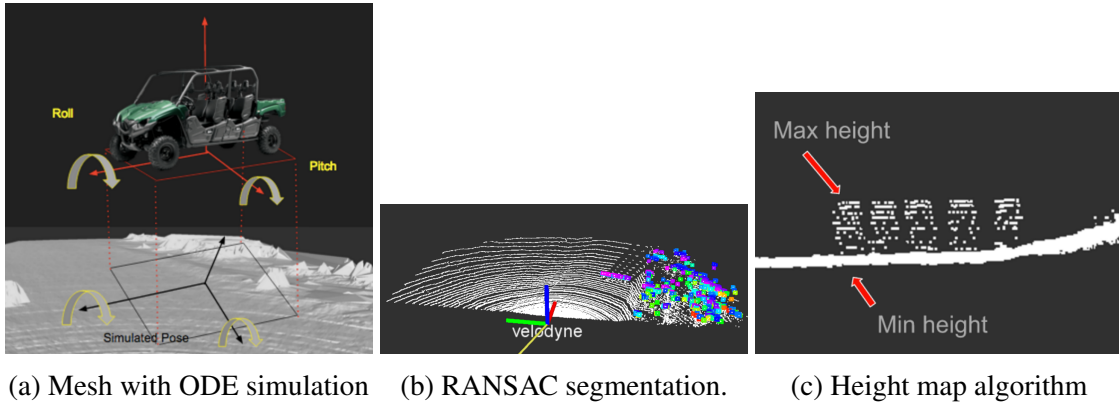 Roll
Pitch
Simulated Pose
velodyne
Max height
Min height
(a) Mesh with ODE simulation
(b) RANSAC segmentation.
(c) Height map algorithm